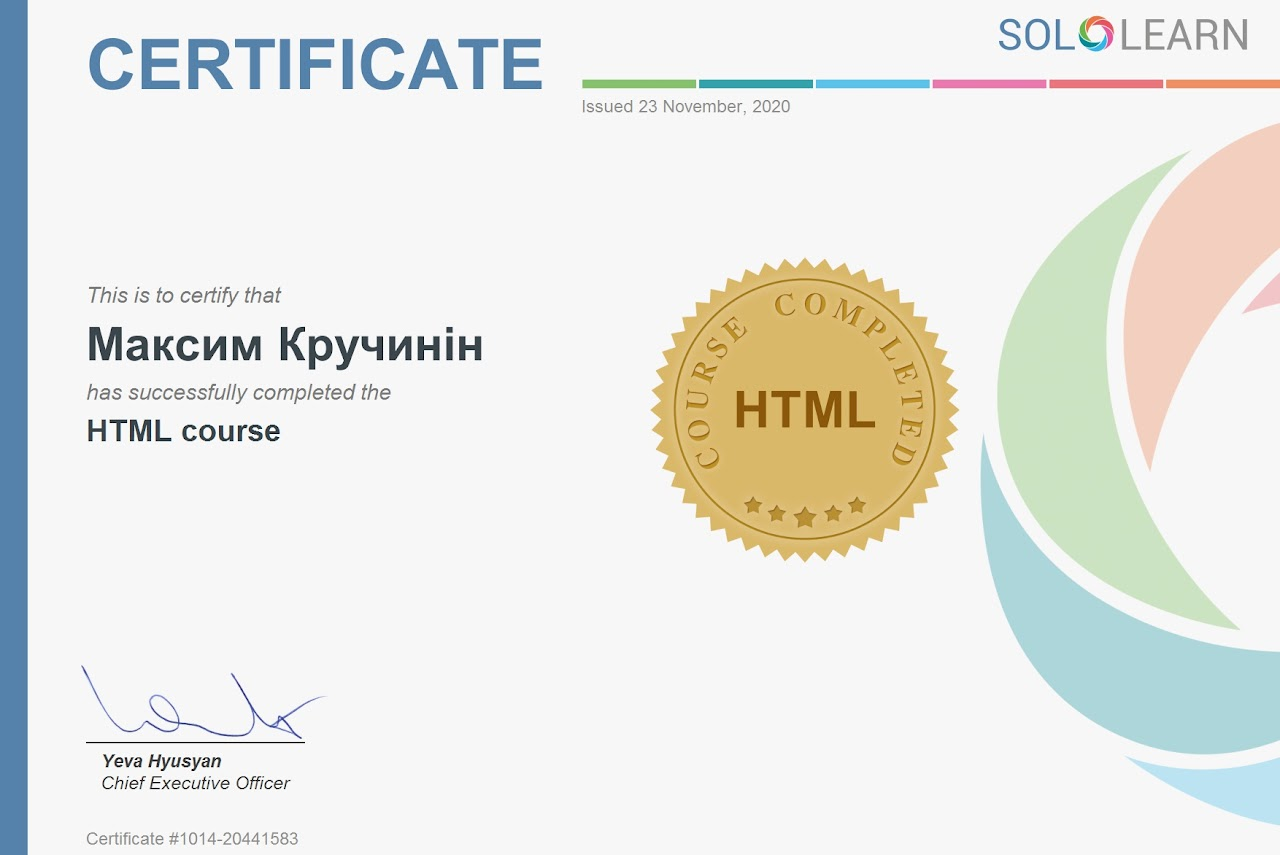 CERTIFICATE
SOLOLEARN
Issued 23 November, 2020
This is to certify that
Максим Кручинін
has successfully completed the
HTML course
COURSE COMPLETED
HTML
Yeva Hyusyan
Chief Executive Officer
Certificate #1014-20441583